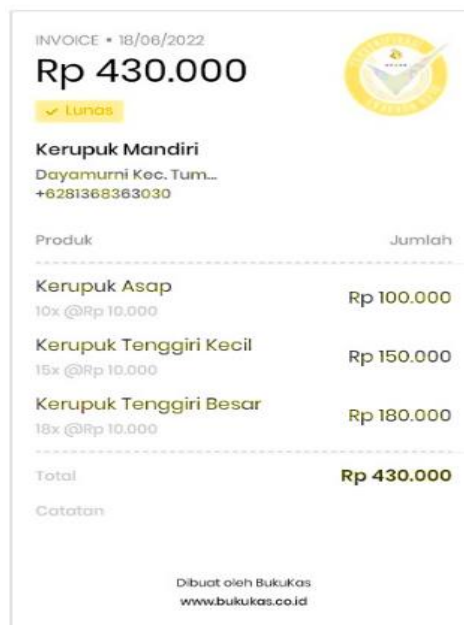 INVOICE • 18/06/2022
Rp 430.000
✓ Lunas
Kerupuk Mandiri
Dayamurni Kec. Tum...
+6281368363030
Produk Jumlah
Kerupuk Asap Rp 100.000
10x @Rp 10.000
Kerupuk Tenggiri Kecil Rp 150.000
15x @Rp 10.000
Kerupuk Tenggiri Besar Rp 180.000
18x @Rp 10.000
Total Rp 430.000
Catatan
Dibuat oleh BukuKas
www.bukukas.co.id